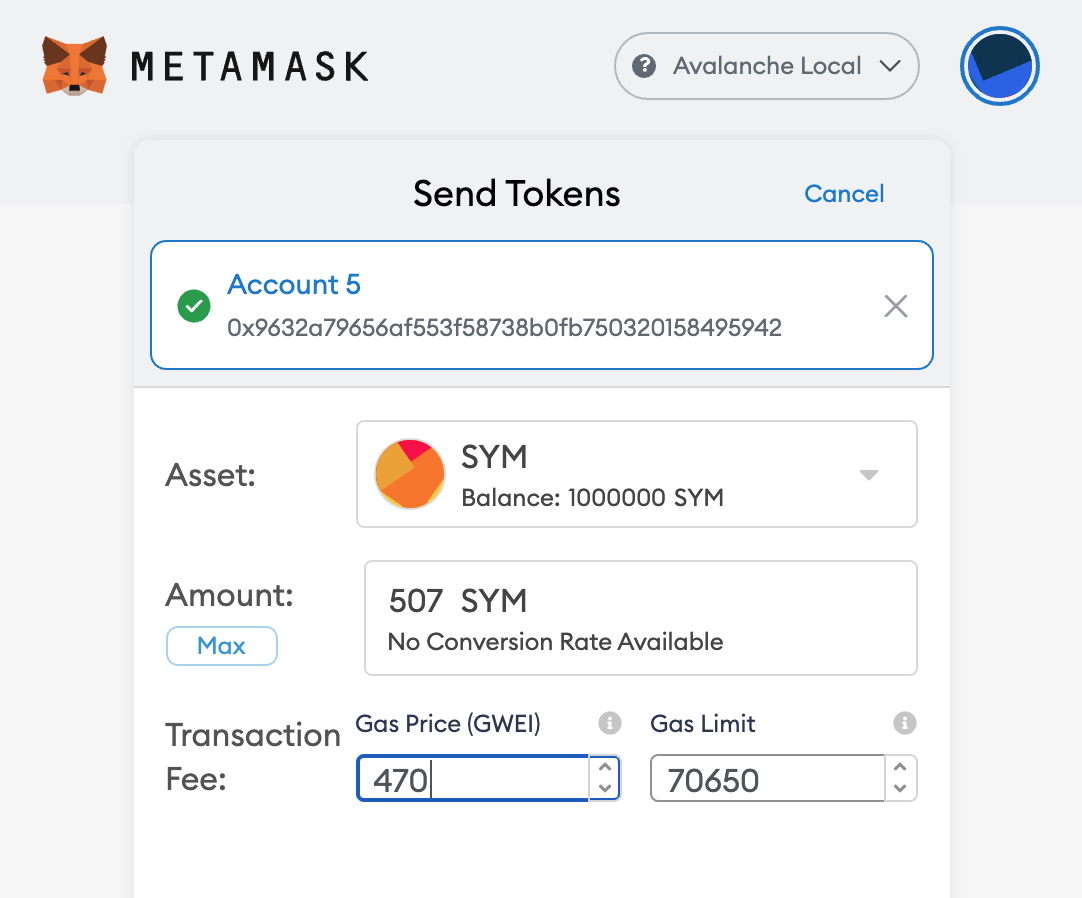 METAMASK
Avalanche Local
Send Tokens
Cancel
Account 5
0x9632a79656af553f58738b0fb750320158495942
Asset:
SYM
Balance: 1000000 SYM
Amount:
Max
507 SYM
No Conversion Rate Available
Transaction
Fee:
Gas Price (GWEI)
470
Gas Limit
70650